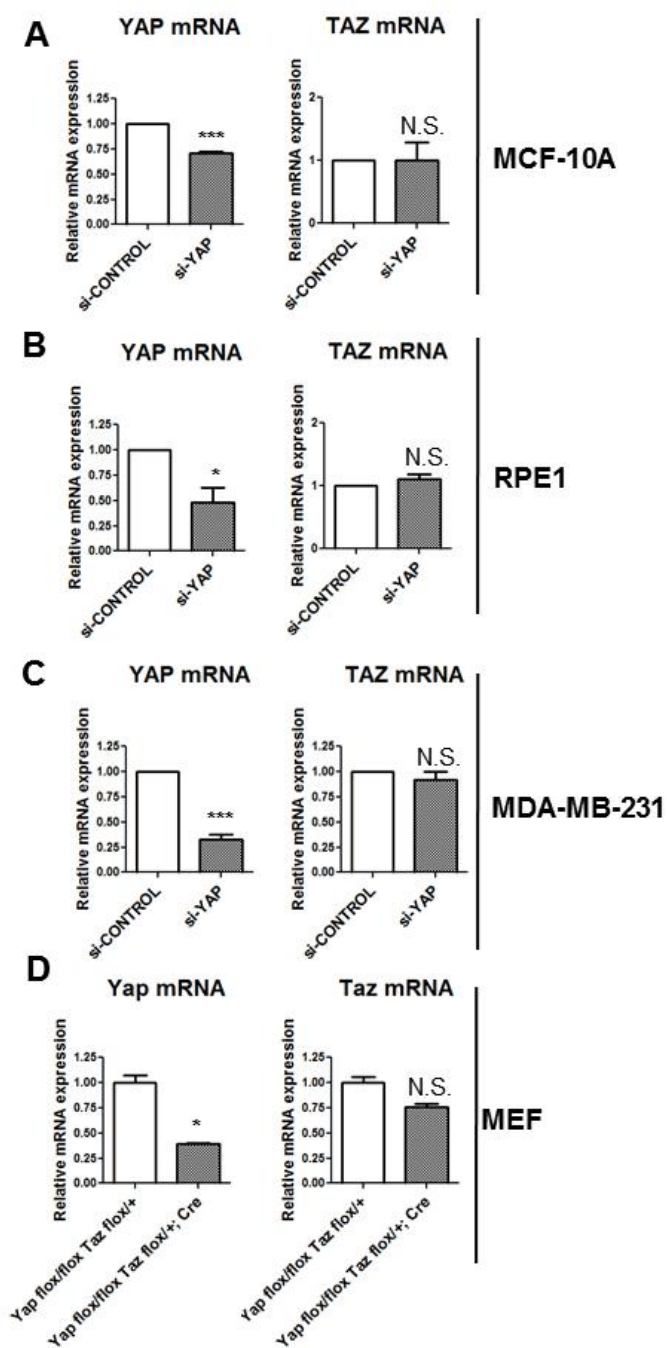 A
YAP mRNA
TAZ mRNA
Relative mRNA expression
1.25
1.00
0.75
0.50
0.25
0.00
***
si-CONTROL
si-YAP
Relative mRNA expression
2
1
0
N.S.
si-CONTROL
si-YAP
MCF-10A
B
YAP mRNA
TAZ mRNA
Relative mRNA expression
1.25
1.00
0.75
0.50
0.25
0.00
*
si-CONTROL
si-YAP
Relative mRNA expression
2
1
0
N.S.
si-CONTROL
si-YAP
RPE1
C
YAP mRNA
TAZ mRNA
Relative mRNA expression
1.25
1.00
0.75
0.50
0.25
0.00
***
si-CONTROL
si-YAP
Relative mRNA expression
1.25
1.00
0.75
0.50
0.25
0.00
N.S.
si-CONTROL
si-YAP
MDA-MB-231
D
Yap mRNA
Taz mRNA
Relative mRNA expression
1.25
1.00
0.75
0.50
0.25
0.00
*
Yap flox/flox Taz flox/+
Yap flox/flox Taz flox/+; Cre
Relative mRNA expression
1.25
1.00
0.75
0.50
0.25
0.00
N.S.
Yap flox/flox Taz flox/+
Yap flox/flox Taz flox/+; Cre
MEF